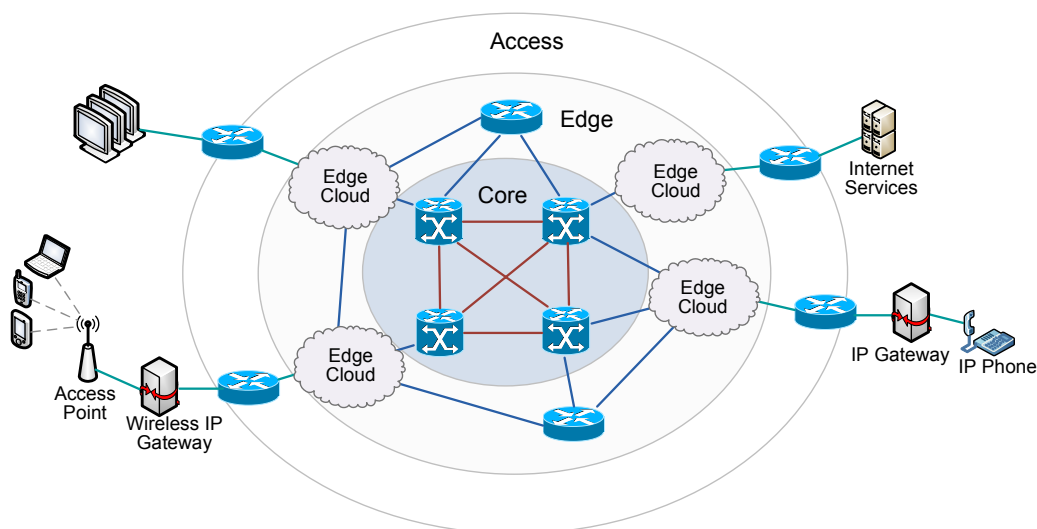 Access
Edge
Edge
Cloud
Edge
Cloud
Core
Internet
Services
Edge
Cloud
Edge
Cloud
IP Gateway
IP Phone
Access
Point
Wireless IP
Gateway